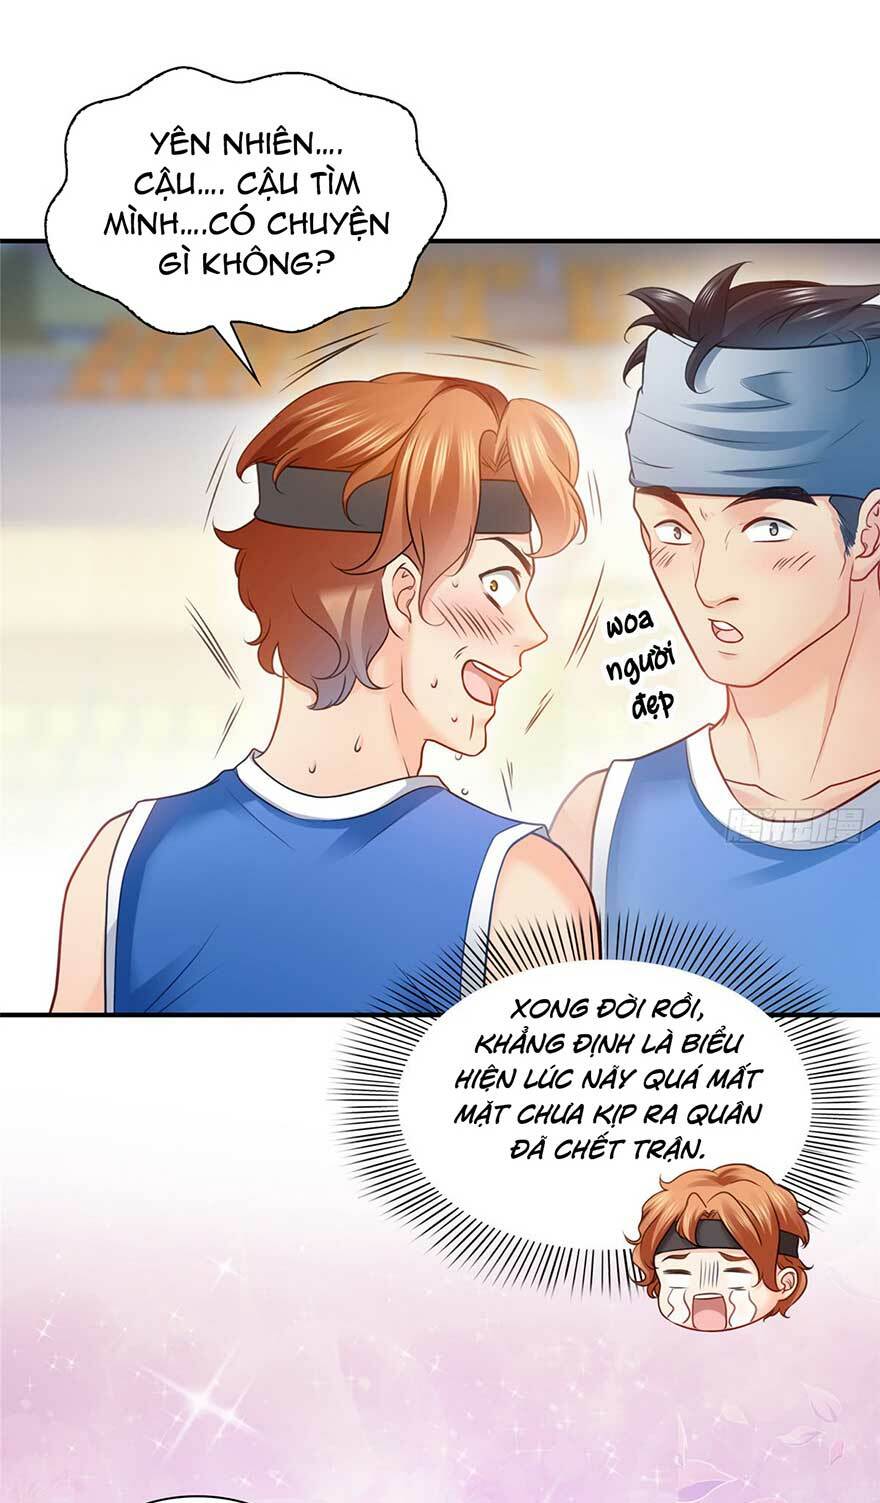 YÊN NHIÊN....
CẬU.... CẬU TÌM
MÌNH....CÓ CHUYỆN
GÌ KHÔNG?
woa
người
đẹp
XONG ĐỜI RỒI,
KHẲNG ĐỊNH LÀ BIỂU
HIỆN LÚC NÃY QUÁ MẤT
MẶT CHƯA KỊP RA QUÂN
ĐÃ CHẾT TRẬN.